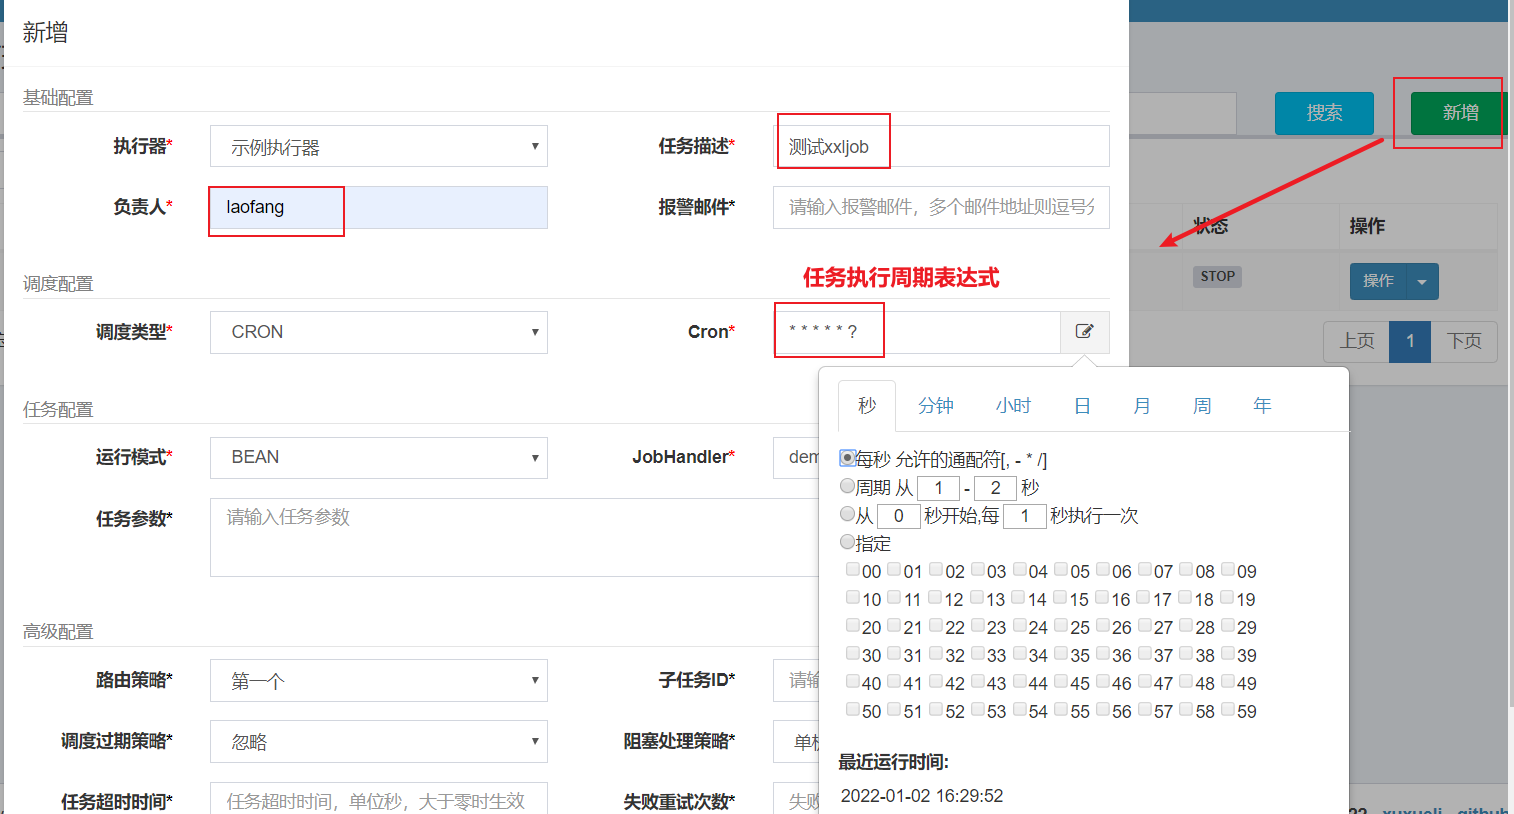 新增
基础配置
执行器* 示例执行器 任务描述* 测试xxljob
搜索 新增
负责人* laofang 报警邮件* 请输入报警邮件，多个邮件地址则逗号分
状态 操作
任务执行周期表达式
STOP 操作
调度配置
调度类型* CRON Cron* * * * * * ?
上页 1 下页
任务配置
秒 分钟 小时 日 月 周 年
运行模式* BEAN JobHandler* dem
每秒 允许的通配符[, - * /]
周期 从 1 - 2 秒
任务参数* 请输入任务参数
从 0 秒开始,每 1 秒执行一次
指定
00 01 02 03 04 05 06 07 08 09
10 11 12 13 14 15 16 17 18 19
20 21 22 23 24 25 26 27 28 29
30 31 32 33 34 35 36 37 38 39
40 41 42 43 44 45 46 47 48 49
50 51 52 53 54 55 56 57 58 59
高级配置
路由策略* 第一个 子任务ID* 请输
调度过期策略* 忽略 阻塞处理策略* 单机
最近运行时间:
2022-01-02 16:29:52
任务超时时间* 任务超时时间，单位秒，大于零时生效 失败重试次数* 失败